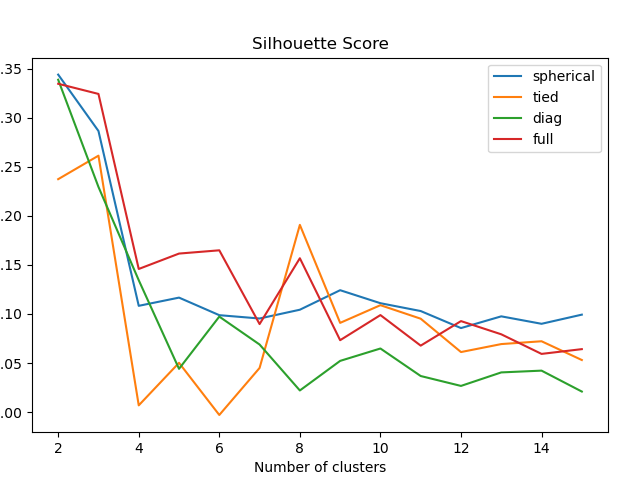 Silhouette Score
.35
.30
.25
.20
.15
.10
.05
.00
spherical
tied
diag
full
2 4 6 8 10 12 14
Number of clusters